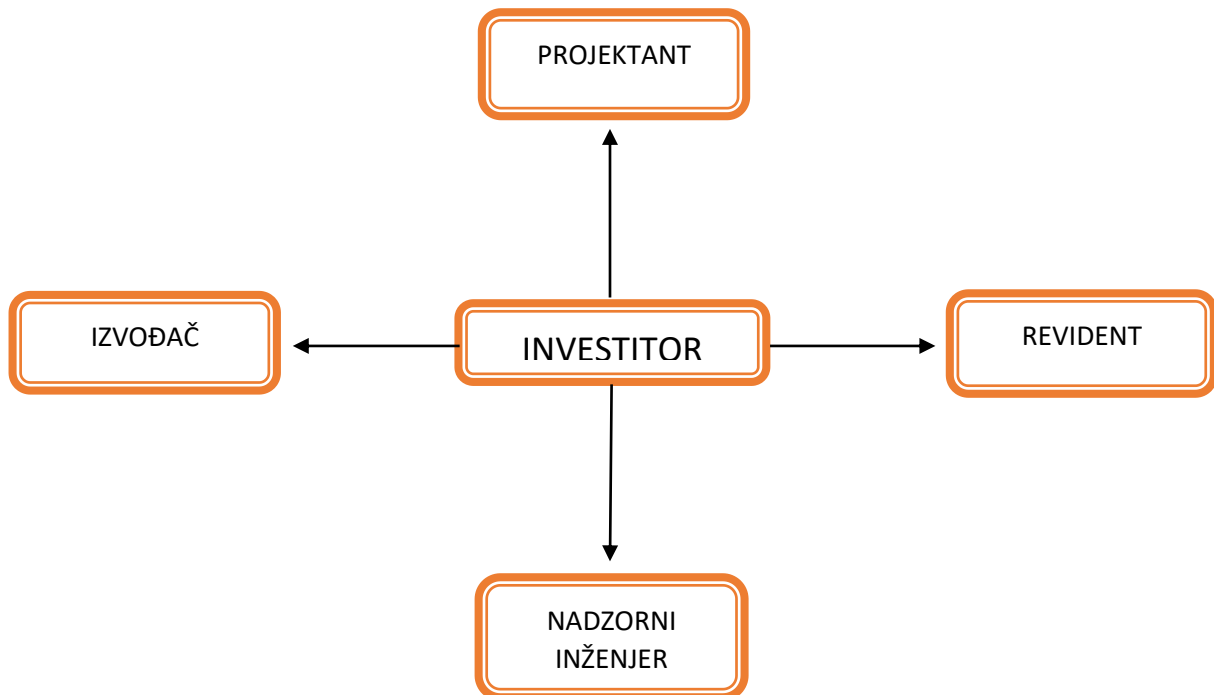 PROJEKTANT
IZVOĐAČ
INVESTITOR
REVIDENT
NADZORNI
INŽENJER